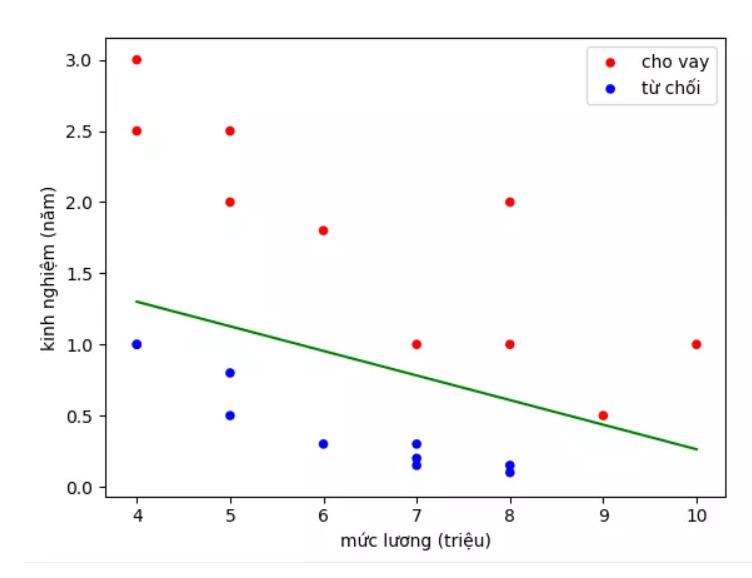 cho vay
từ chối
kinh nghiệm (năm)
3.0
2.5
2.0
1.5
1.0
0.5
0.0
4 5 6 7 8 9 10
mức lương (triệu)